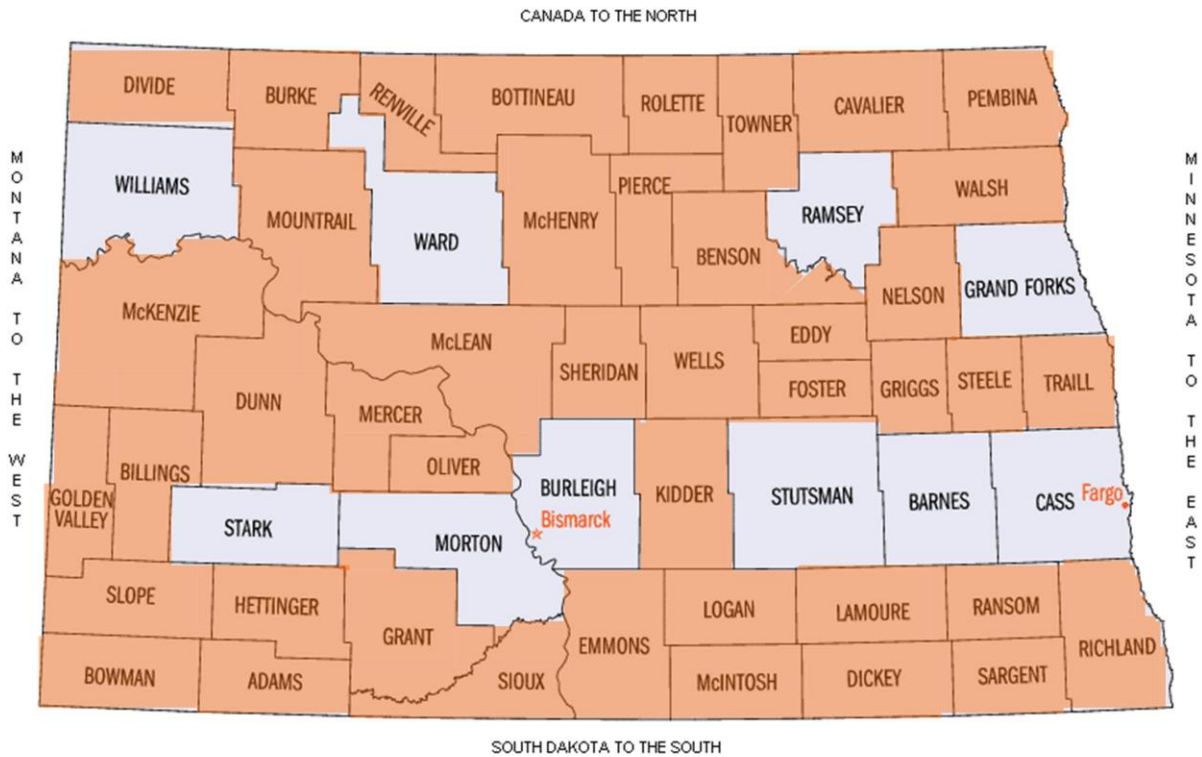 CANADA TO THE NORTH
DIVIDE
BURKE
RENVILLE
BOTTINEAU
ROLETTE
TOWNER
CAVALIER
PEMBINA
MONTANA TO THE WEST
MINNESOTA TO THE EAST
WILLIAMS
MOUNTRAIL
WARD
McHENRY
PIERCE
BENSON
RAMSEY
WALSH
NELSON
GRAND FORKS
McKENZIE
McLEAN
SHERIDAN
WELLS
EDDY
FOSTER
GRIGGS
STEELE
TRAILL
DUNN
MERCER
OLIVER
BILLINGS
GOLDEN
VALLEY
STARK
MORTON
BURLEIGH
Bismarck
KIDDER
STUTSMAN
BARNES
CASS
Fargo
SLOPE
HETTINGER
GRANT
EMMONS
LOGAN
LAMOURE
RANSOM
RICHLAND
BOWMAN
ADAMS
SIOUX
McINTOSH
DICKEY
SARGENT
SOUTH DAKOTA TO THE SOUTH